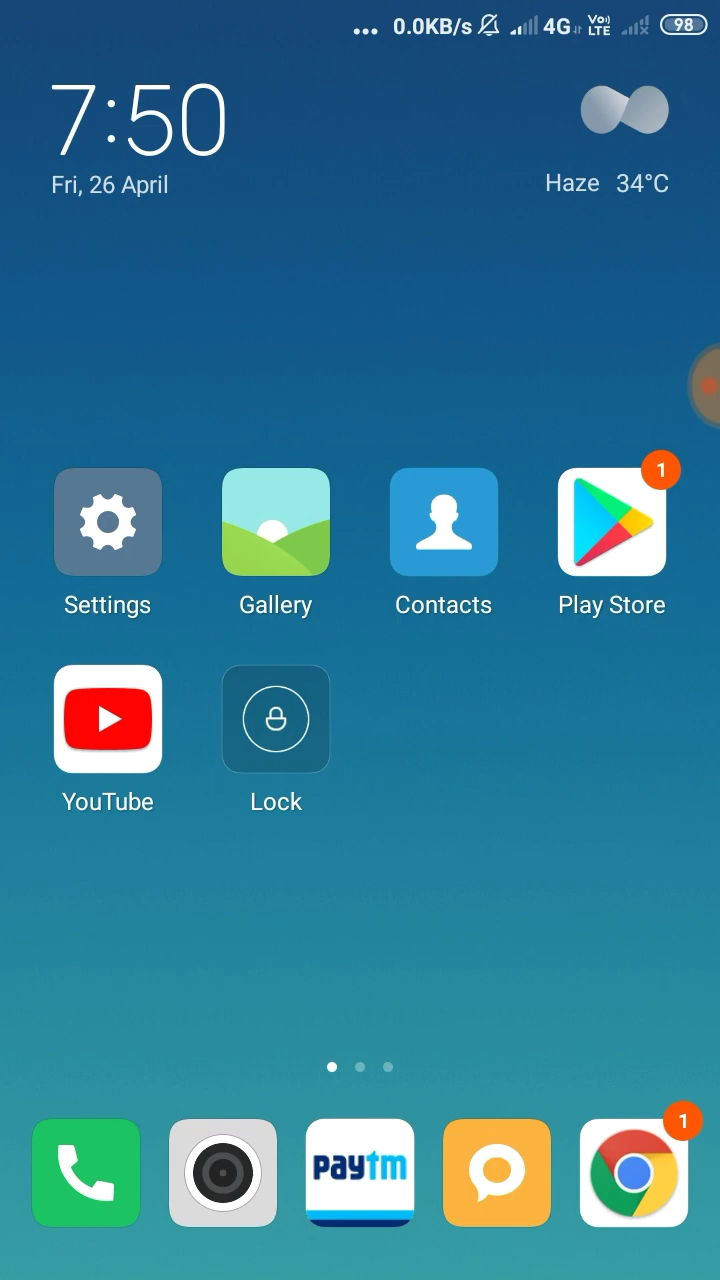 ... 0.0KB/s 4G Vo) LTE 98
7:50
Fri, 26 April
Haze 34°C
1
Settings Gallery Contacts Play Store
YouTube Lock
1
paytm